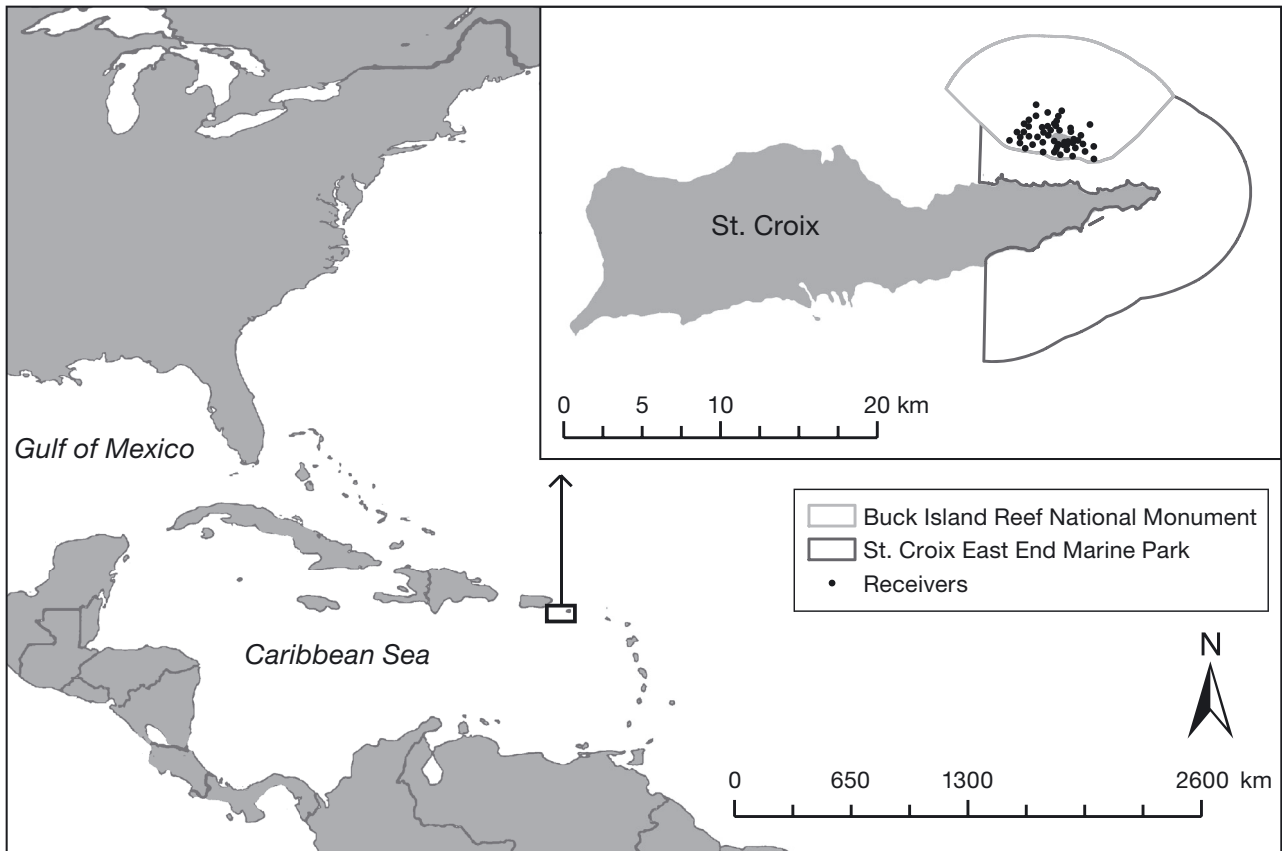 St. Croix
0 5 10 20 km
Gulf of Mexico
Buck Island Reef National Monument
St. Croix East End Marine Park
Receivers
Caribbean Sea
N
0 650 1300 2600 km